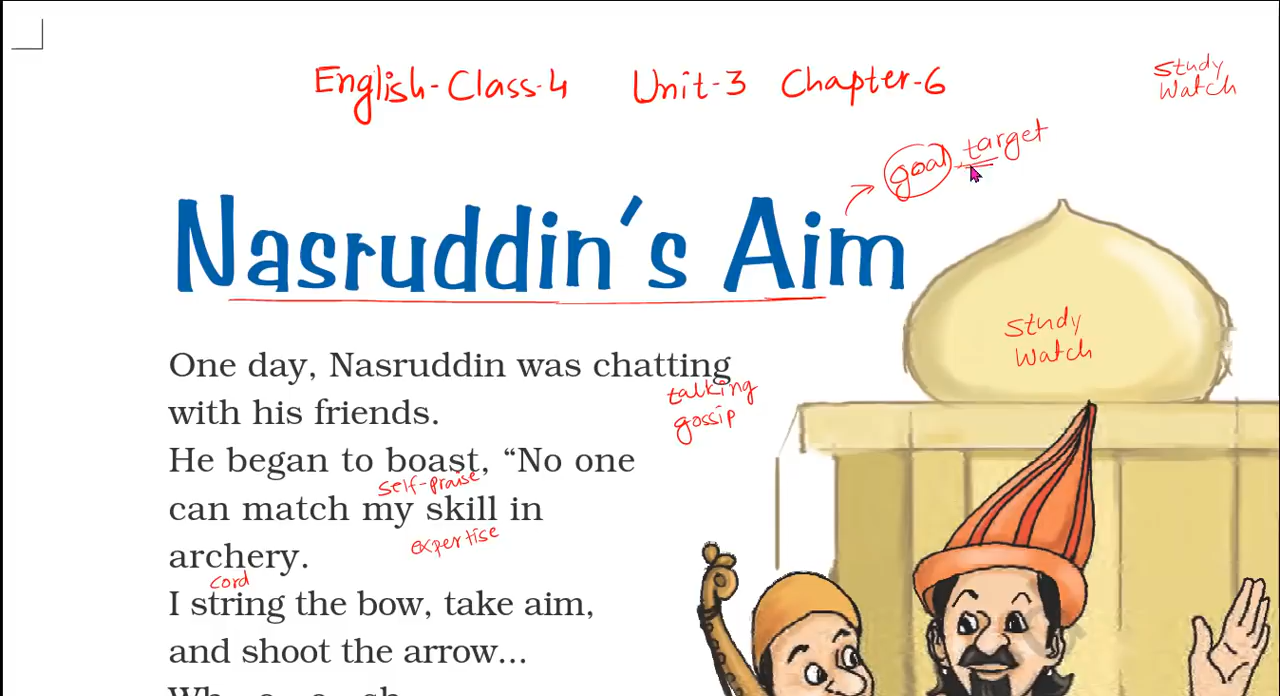 English-Class-4 Unit-3 Chapter-6
Study
Watch
goal, target
Nasruddin's Aim
Study
Watch
One day, Nasruddin was chatting
talking
gossip
with his friends.
He began to boast, “No one
self-praise
can match my skill in
expertise
archery.
cord
I string the bow, take aim,
and shoot the arrow...